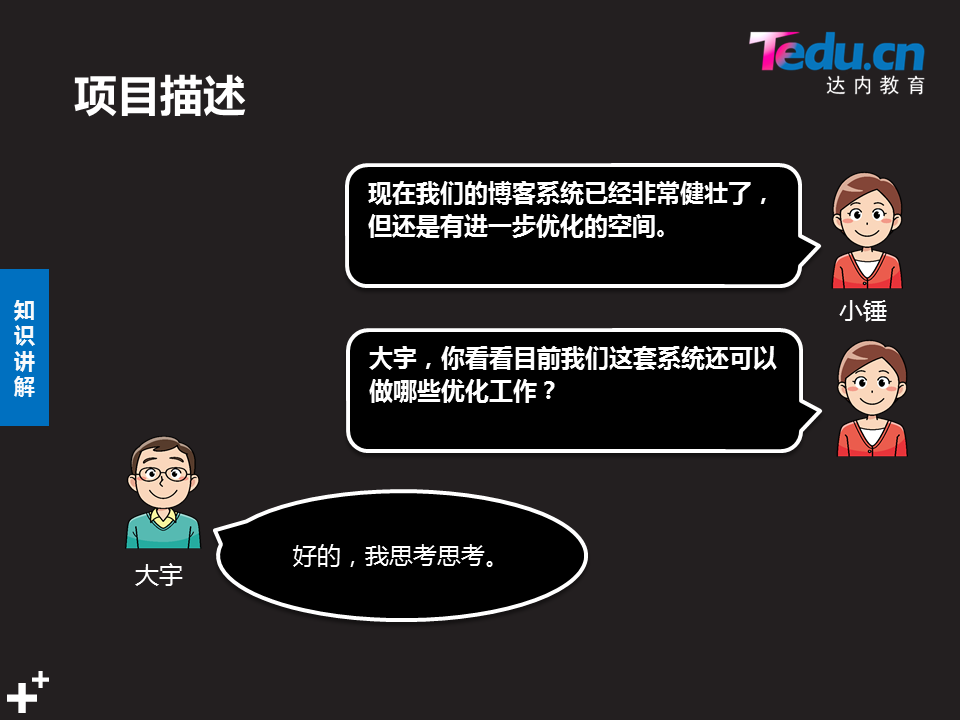 Tedu.cn
达内教育
项目描述
现在我们的博客系统已经非常健壮了，
但还是有进一步优化的空间。
小锤
知
识
讲
解
大宇，你看看目前我们这套系统还可以
做哪些优化工作？
好的，我思考思考。
大宇